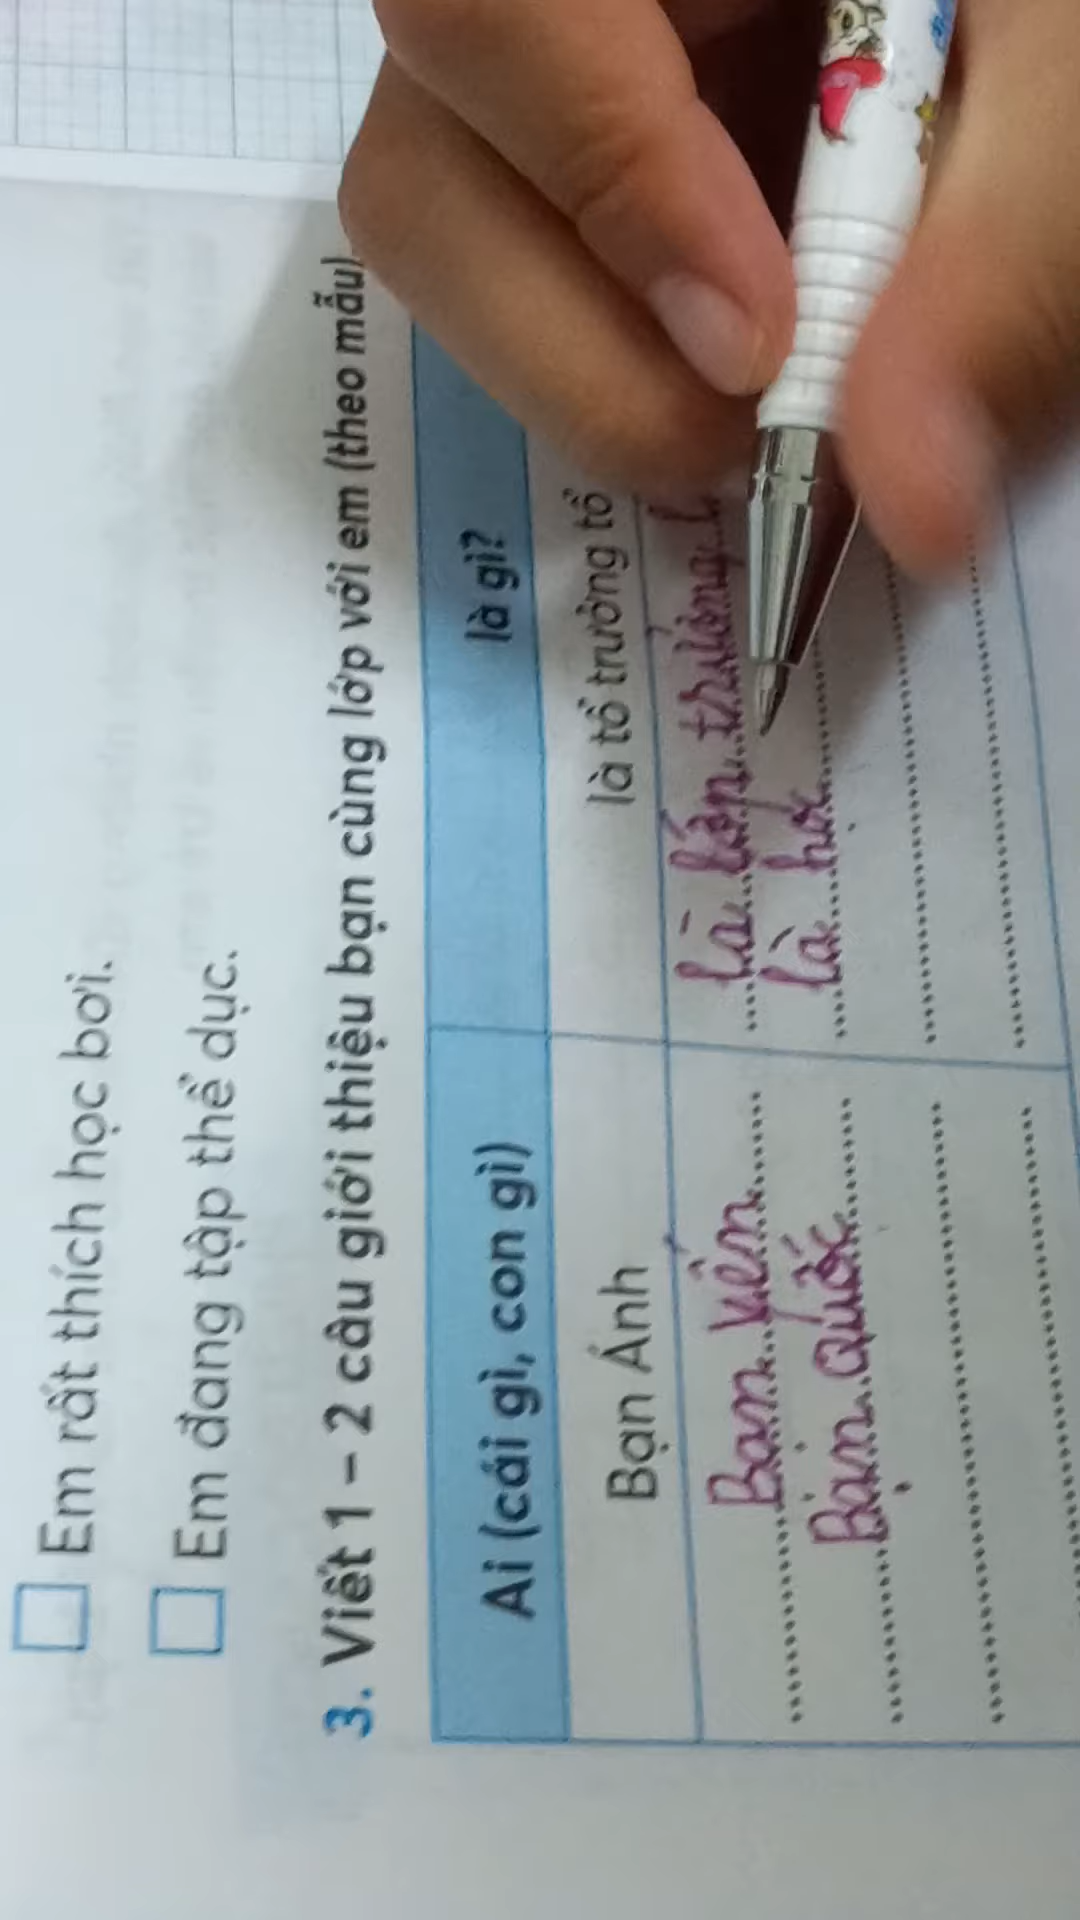 Em rất thích học bơi.
Em đang tập thể dục.
3. Viết 1 – 2 câu giới thiệu bạn cùng lớp với em (theo mẫu)
Ai (cái gì, con gì) là gì?
Bạn Ánh là tổ trưởng tổ
Bạn là lớp trưởng
Bạn Quốc là họ